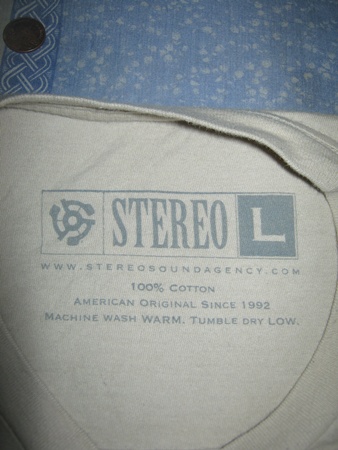 STEREO L
WWW.STEREOSOUNDAGENCY.COM
100% COTTON
AMERICAN ORIGINAL SINCE 1992
MACHINE WASH WARM. TUMBLE DRY LOW.